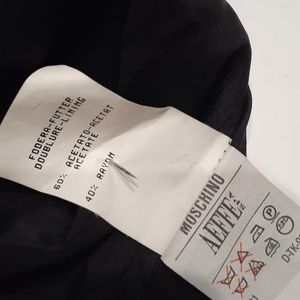 FODERA-FUTTER
DOUBLURE-LINING
60% ACETATO-ACETAT
ACETATE
40% RAYON
MOSCHINO
AEFFE